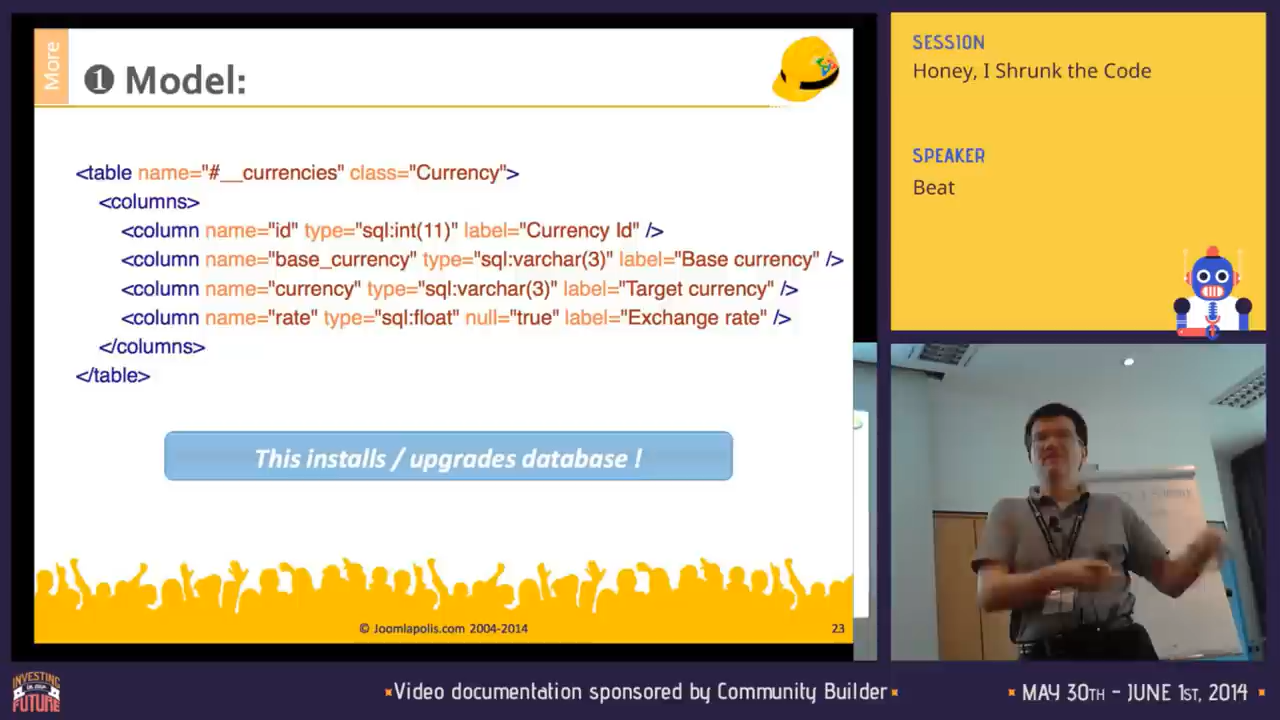 More
❶ Model:
<table name="#__currencies" class="Currency">
<columns>
<column name="id" type="sql:int(11)" label="Currency Id" />
<column name="base_currency" type="sql:varchar(3)" label="Base currency" />
<column name="currency" type="sql:varchar(3)" label="Target currency" />
<column name="rate" type="sql:float" null="true" label="Exchange rate" />
</columns>
</table>
This installs / upgrades database !
© Joomlapolis.com 2004-2014
23
SESSION
Honey, I Shrunk the Code
SPEAKER
Beat
INVESTING
IN OUR
FUTURE
Video documentation sponsored by Community Builder
MAY 30TH - JUNE 1ST, 2014